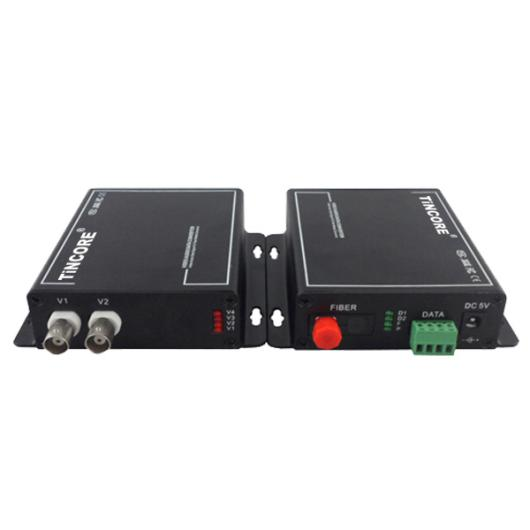 TiNCORE®
V1
V2
V4
V3
V2
V1
TiNCORE®
FIBER
D1
D2
F
P
DATA
DC 5V